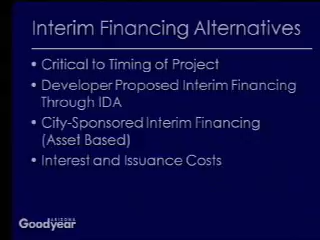 Interim Financing Alternatives
• Critical to Timing of Project
• Developer Proposed Interim Financing
Through IDA
• City-Sponsored Interim Financing
(Asset Based)
• Interest and Issuance Costs
ARIZONA
Goodyear